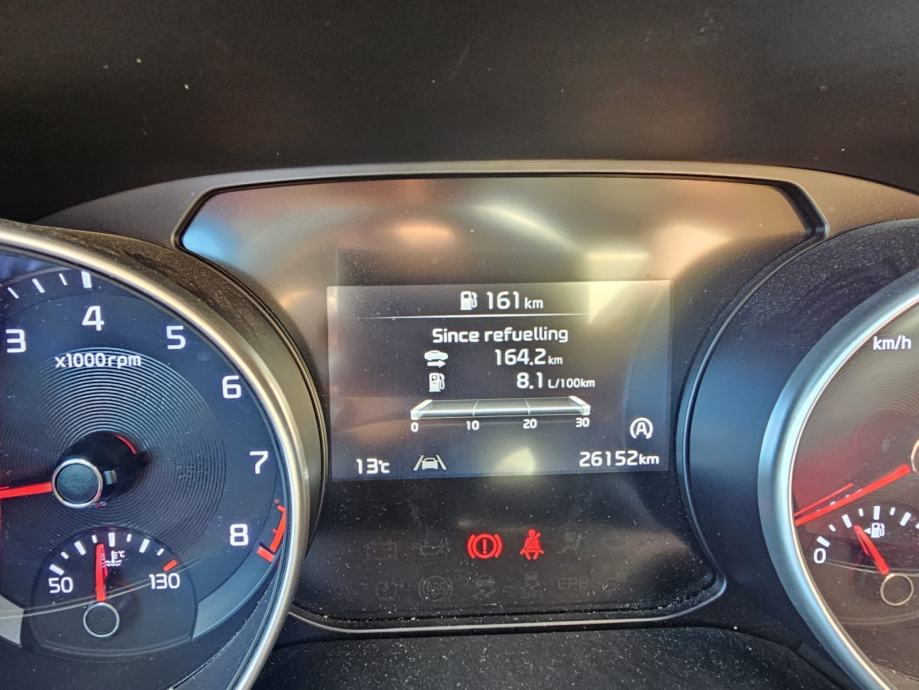 161 km
Since refuelling
164.2 km
8.1 L/100km
0 10 20 30
A
13°C
26152km
3
4
5
6
7
8
x1000rpm
50
°C
130
EPB
km/h
0